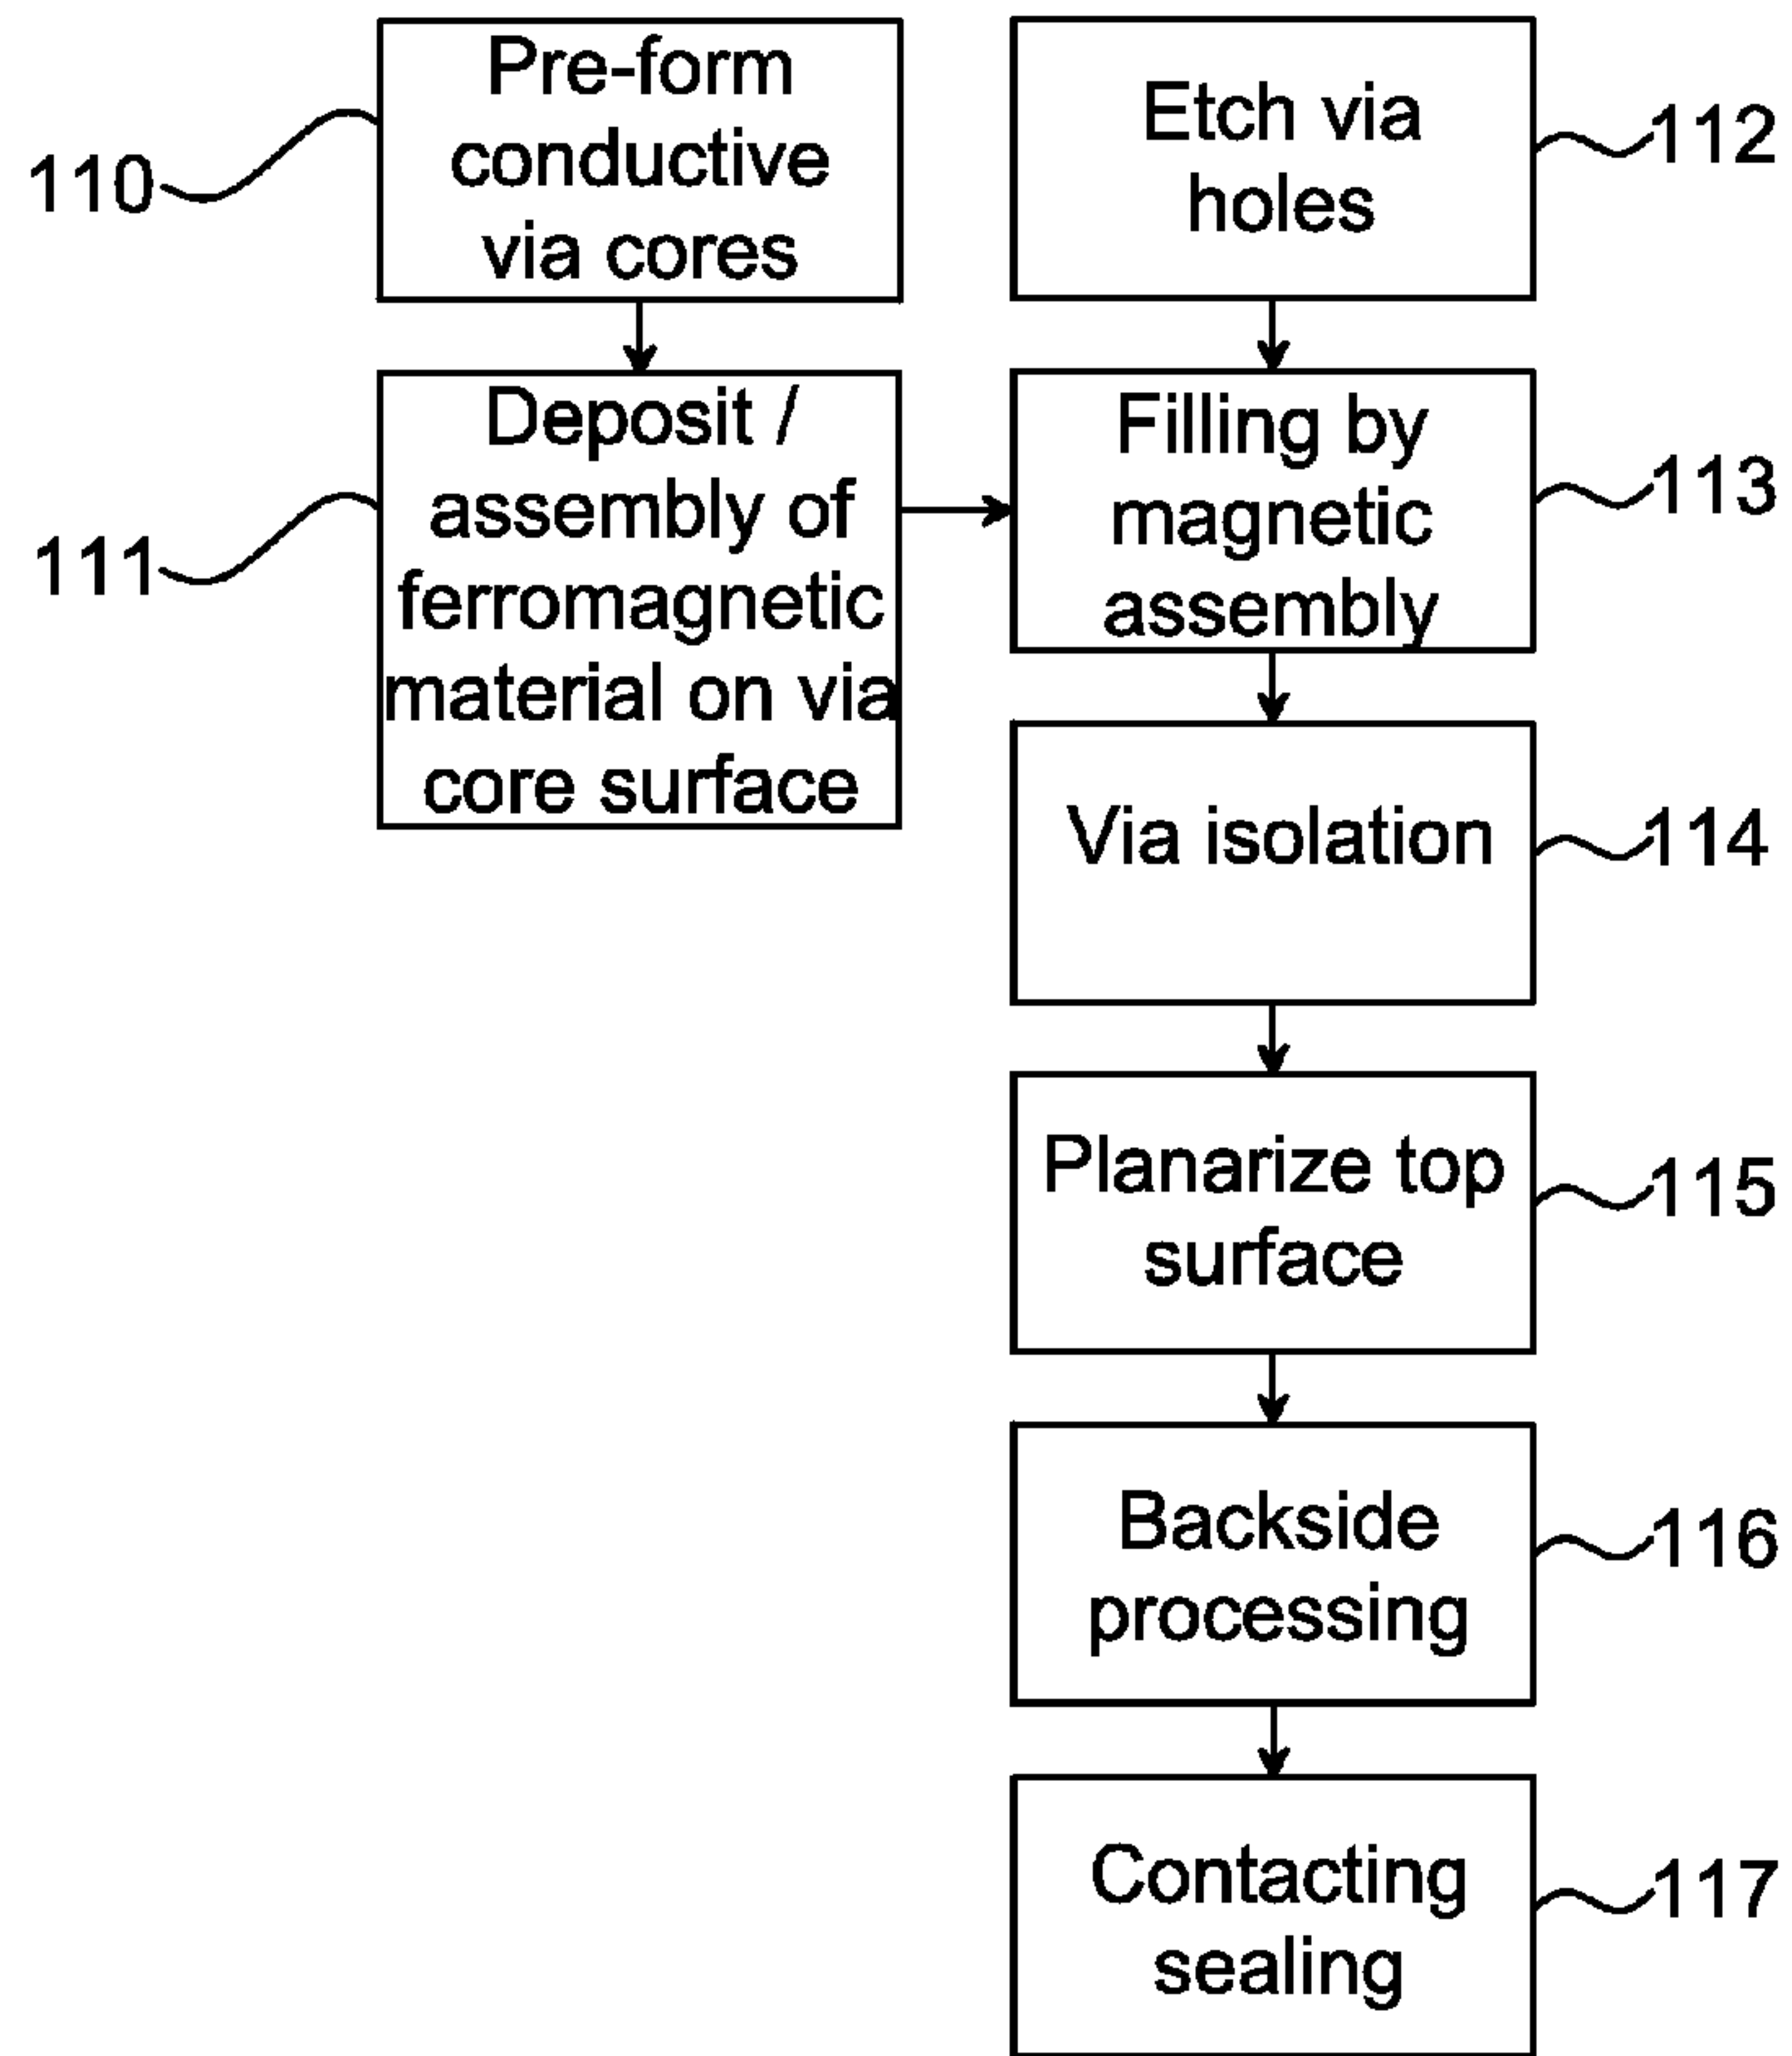 110
Pre-form
conductive
via cores
Etch via
holes
112
111
Deposit /
assembly of
ferromagnetic
material on via
core surface
Filling by
magnetic
assembly
113
Via isolation
114
Planarize top
surface
115
Backside
processing
116
Contacting
sealing
117